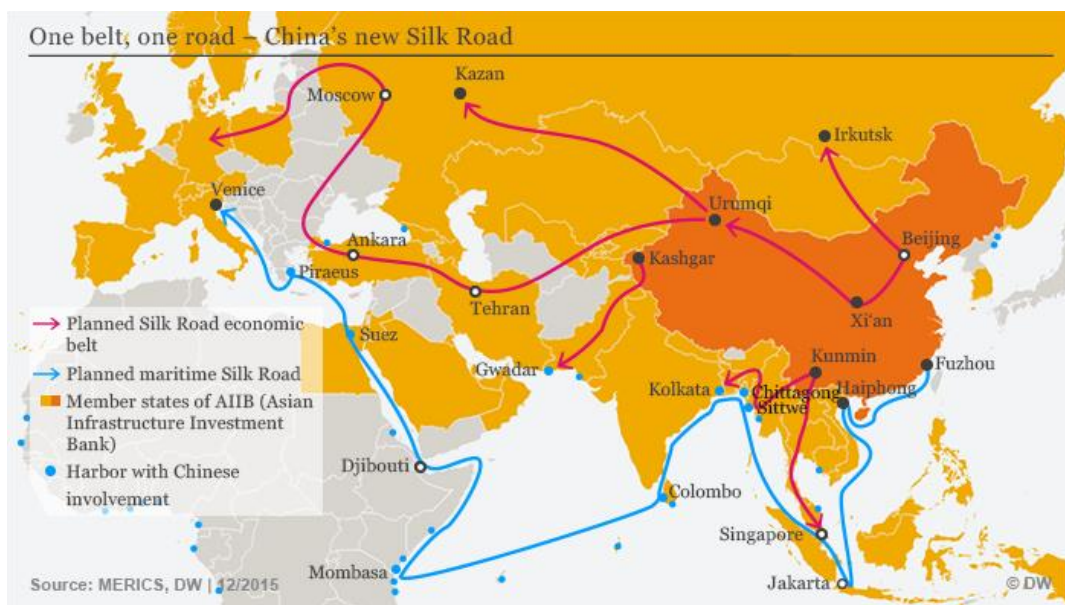 One belt, one road – China's new Silk Road
Kazan
Moscow
Irkutsk
Venice
Urumqi
Ankara
Beijing
Kashgar
Piraeus
Tehran
Xi'an
Planned Silk Road economic
belt
Suez
Planned maritime Silk Road
Gwadar
Kunmin
Fuzhou
Kolkata
Chittagong
Haiphong
Sittwe
Member states of AIIB (Asian
Infrastructure Investment
Bank)
Harbor with Chinese
involvement
Djibouti
Colombo
Singapore
Mombasa
Jakarta
Source: MERICS, DW | 12/2015
© DW